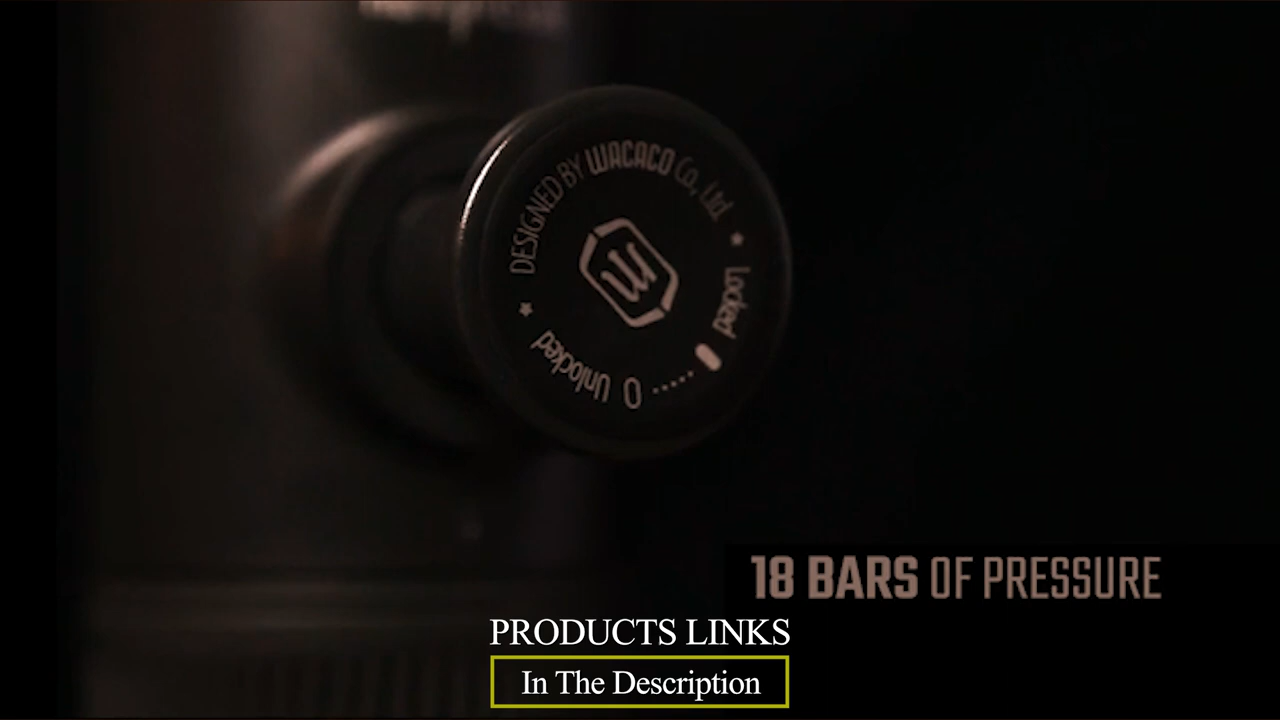 DESIGNED BY WACACO Co., Ltd.
Locked
Unlocked
18 BARS OF PRESSURE
PRODUCTS LINKS
In The Description